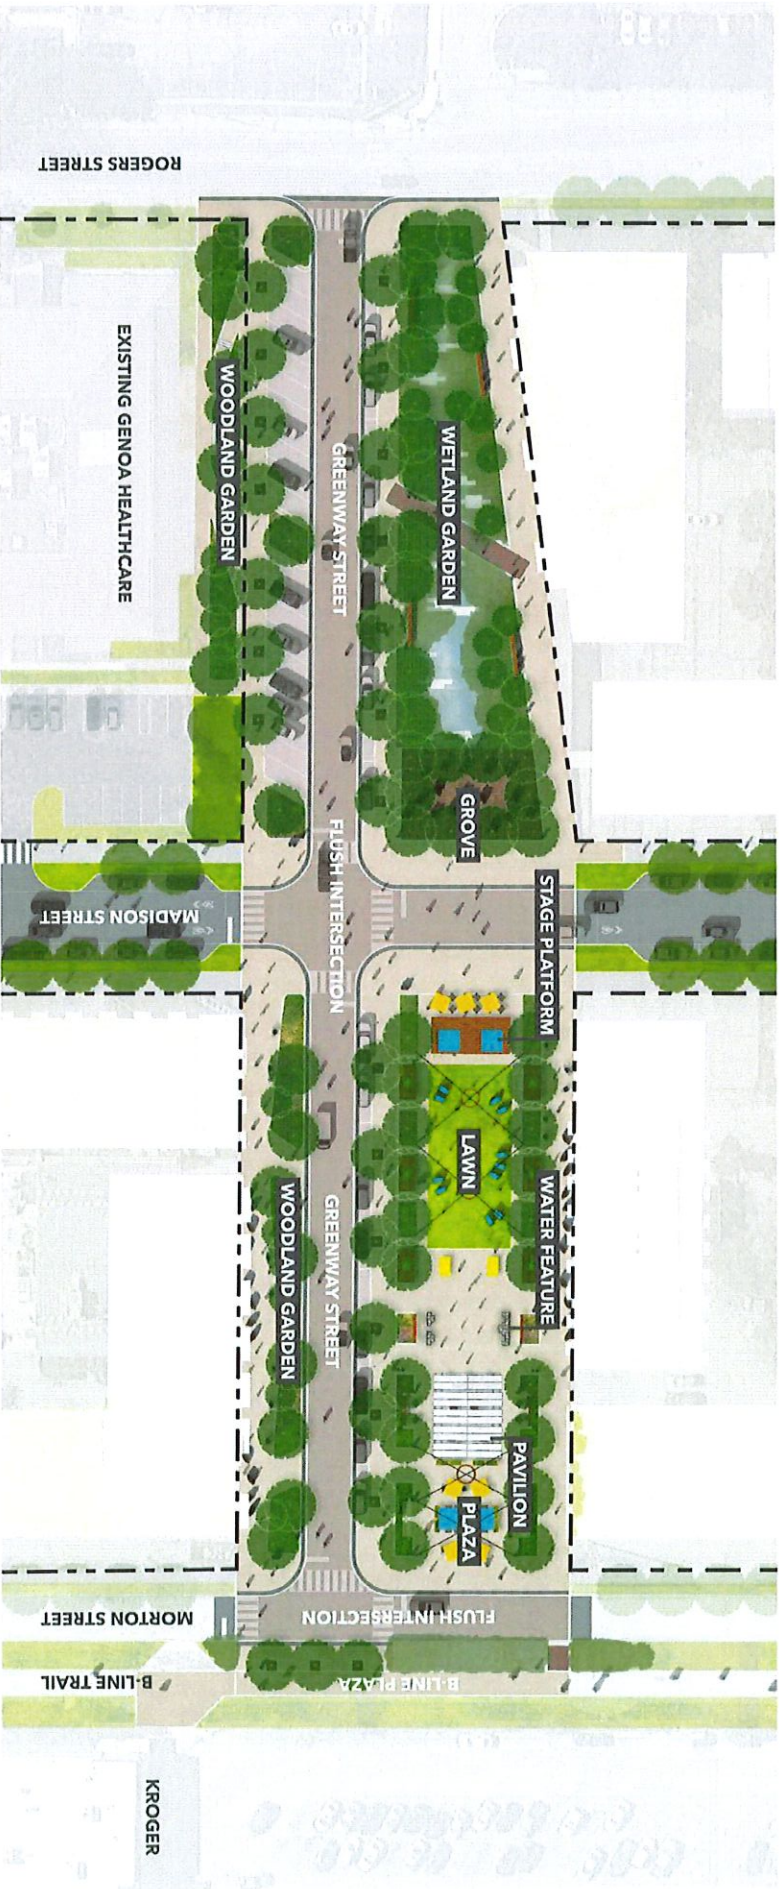 ROGERS STREET
EXISTING GENOA HEALTHCARE
WOODLAND GARDEN
GREENWAY STREET
WETLAND GARDEN
GROVE
FLUSH INTERSECTION
MADISON STREET
STAGE PLATFORM
LAWN
WATER FEATURE
GREENWAY STREET
WOODLAND GARDEN
PAVILION
PLAZA
FLUSH INTERSECTION
MORTON STREET
B-LINE PLAZA
B-LINE TRAIL
KROGER